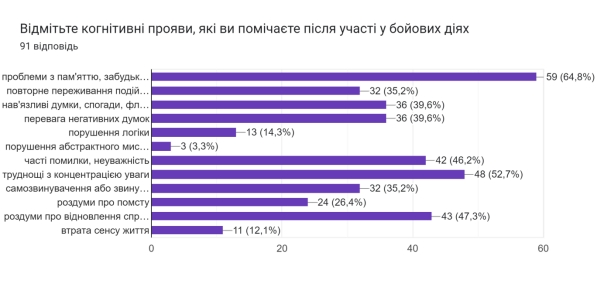 Відмітьте когнітивні прояви, які ви помічаєте після участі у бойових діях
91 відповідь
проблеми з пам'яттю, забудьк… 59 (64,8%)
повторне переживання подій… 32 (35,2%)
нав'язливі думки, спогади, фл… 36 (39,6%)
перевага негативних думок 36 (39,6%)
порушення логіки 13 (14,3%)
порушення абстрактного мис… 3 (3,3%)
часті помилки, неуважність 42 (46,2%)
труднощі з концентрацією уваги 48 (52,7%)
самозвинувачення або звину… 32 (35,2%)
роздуми про помсту 24 (26,4%)
роздуми про відновлення спр… 43 (47,3%)
втрата сенсу життя 11 (12,1%)
0 20 40 60